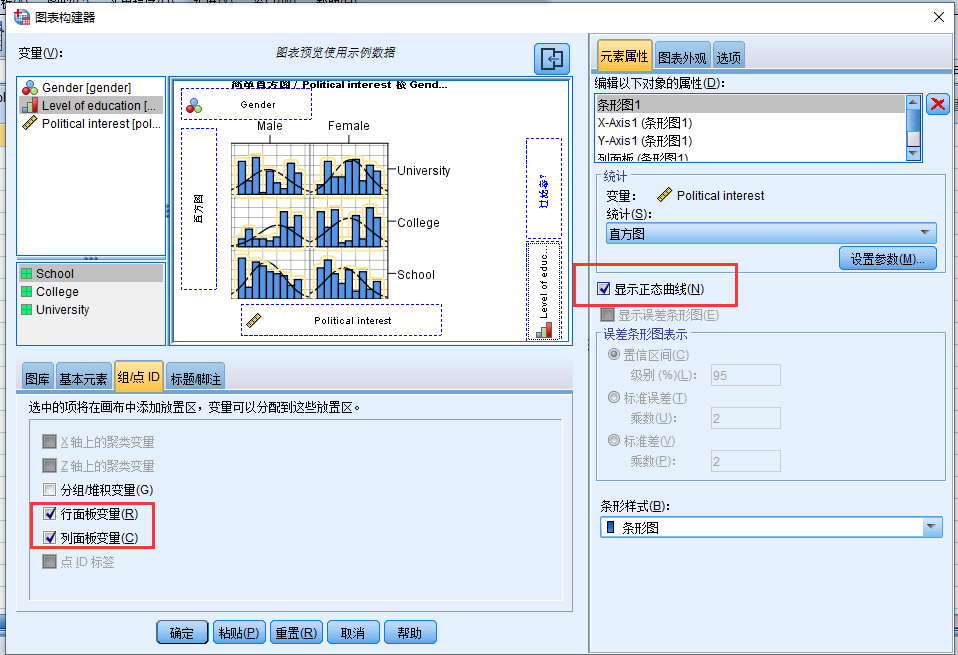 图表构建器
变量(V):
图表预览使用示例数据
Gender [gender]
Level of education [...
Political interest [pol...
School
College
University
简单直方图 / Political interest 按 Gend...
Gender
Male
Female
University
College
School
直方图
过滤器?
Level of educ...
Political interest
图库
基本元素
组/点 ID
标题/脚注
选中的项将在画布中添加放置区，变量可以分配到这些放置区。
X 轴上的聚类变量
Z 轴上的聚类变量
分组/堆积变量(G)
行面板变量(R)
列面板变量(C)
点 ID 标签
确定
粘贴(P)
重置(R)
取消
帮助
元素属性
图表外观
选项
编辑以下对象的属性(D):
条形图1
X-Axis1 (条形图1)
Y-Axis1 (条形图1)
列面板 (条形图1)
统计
变量:
Political interest
统计(S):
直方图
设置参数(M)...
显示正态曲线(N)
显示误差条形图(E)
误差条形图表示
置信区间(C)
级别 (%)(L):
95
标准误差(T)
乘数(U):
2
标准差(V)
乘数(P):
2
条形样式(B):
条形图